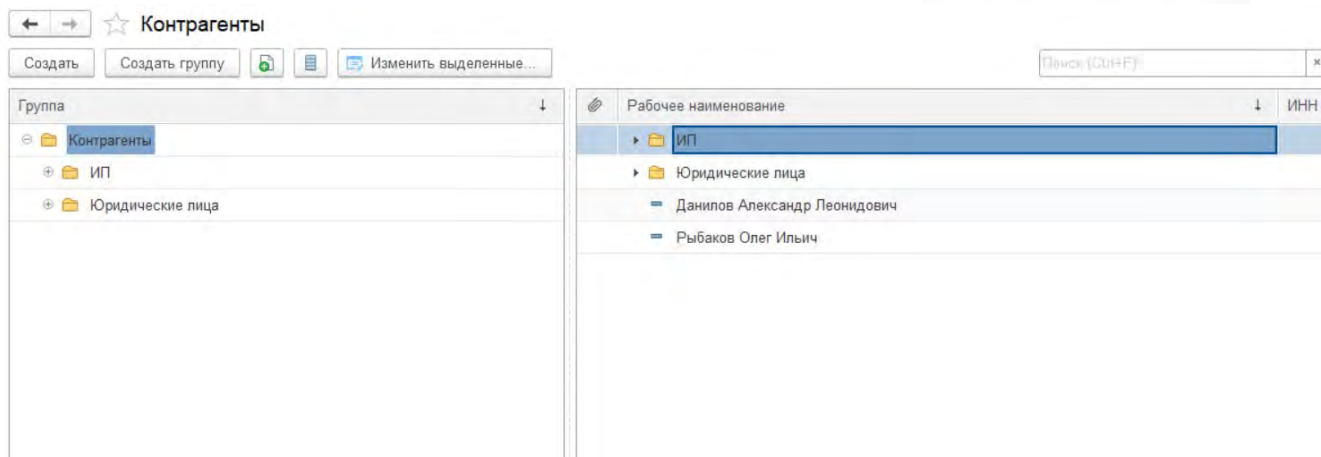 Контрагенты
Создать Создать группу Изменить выделенные... Поиск (Ctrl+F) ×
Группа ↓ Рабочее наименование ↓ ИНН
Контрагенты ИП
ИП Юридические лица
Юридические лица Данилов Александр Леонидович
Рыбаков Олег Ильич